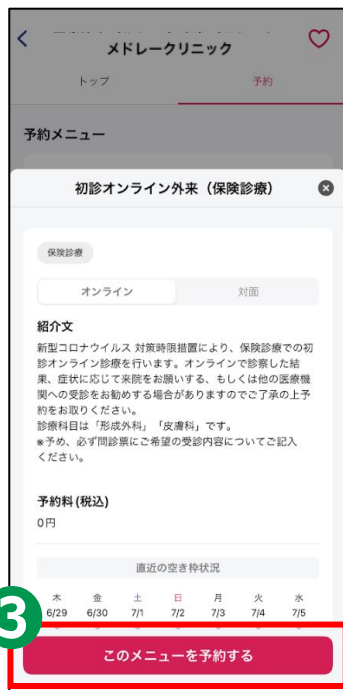 メドレークリニック
トップ
予約
予約メニュー
初診オンライン外来（保険診療）
保険診療
オンライン
対面
紹介文
新型コロナウイルス 対策時限措置により、保険診療での初
診オンライン診療を行います。オンラインで診察した結
果、症状に応じて来院をお願いする、もしくは他の医療機
関への受診をお勧めする場合がありますのでご了承の上予
約をお取りください。
診療科目は「形成外科」「皮膚科」です。
※予め、必ず問診票にご希望の受診内容についてご記入
ください。
予約料(税込)
0円
直近の空き枠状況
木 金 土 日 月 火 水
6/29 6/30 7/1 7/2 7/3 7/4 7/5
3
このメニューを予約する